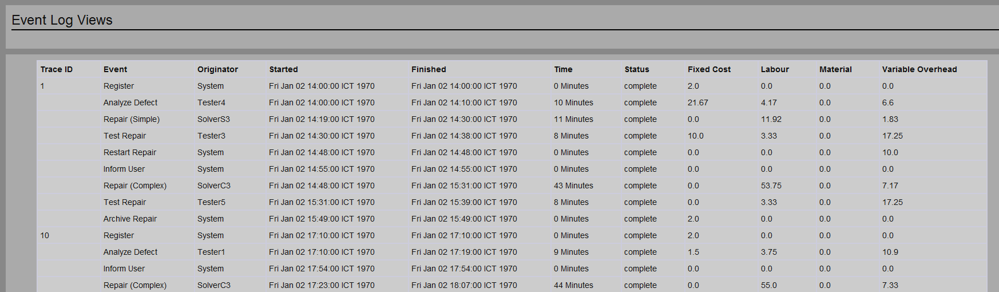 Event Log Views
Trace ID Event Originator Started Finished Time Status Fixed Cost Labour Material Variable Overhead
1 Register System Fri Jan 02 14:00:00 ICT 1970 Fri Jan 02 14:00:00 ICT 1970 0 Minutes complete 2.0 0.0 0.0 0.0
Analyze Defect Tester4 Fri Jan 02 14:00:00 ICT 1970 Fri Jan 02 14:10:00 ICT 1970 10 Minutes complete 21.67 4.17 0.0 6.6
Repair (Simple) SolverS3 Fri Jan 02 14:19:00 ICT 1970 Fri Jan 02 14:30:00 ICT 1970 11 Minutes complete 0.0 11.92 0.0 1.83
Test Repair Tester3 Fri Jan 02 14:30:00 ICT 1970 Fri Jan 02 14:38:00 ICT 1970 8 Minutes complete 10.0 3.33 0.0 17.25
Restart Repair System Fri Jan 02 14:48:00 ICT 1970 Fri Jan 02 14:48:00 ICT 1970 0 Minutes complete 0.0 0.0 0.0 10.0
Inform User System Fri Jan 02 14:55:00 ICT 1970 Fri Jan 02 14:55:00 ICT 1970 0 Minutes complete 0.0 0.0 0.0 0.0
Repair (Complex) SolverC3 Fri Jan 02 14:48:00 ICT 1970 Fri Jan 02 15:31:00 ICT 1970 43 Minutes complete 0.0 53.75 0.0 7.17
Test Repair Tester5 Fri Jan 02 15:31:00 ICT 1970 Fri Jan 02 15:39:00 ICT 1970 8 Minutes complete 0.0 3.33 0.0 17.25
Archive Repair System Fri Jan 02 15:49:00 ICT 1970 Fri Jan 02 15:49:00 ICT 1970 0 Minutes complete 2.0 0.0 0.0 0.0
10 Register System Fri Jan 02 17:10:00 ICT 1970 Fri Jan 02 17:10:00 ICT 1970 0 Minutes complete 2.0 0.0 0.0 0.0
Analyze Defect Tester1 Fri Jan 02 17:10:00 ICT 1970 Fri Jan 02 17:19:00 ICT 1970 9 Minutes complete 1.5 3.75 0.0 10.9
Inform User System Fri Jan 02 17:54:00 ICT 1970 Fri Jan 02 17:54:00 ICT 1970 0 Minutes complete 0.0 0.0 0.0 0.0
Repair (Complex) SolverC3 Fri Jan 02 17:23:00 ICT 1970 Fri Jan 02 18:07:00 ICT 1970 44 Minutes complete 0.0 55.0 0.0 7.33